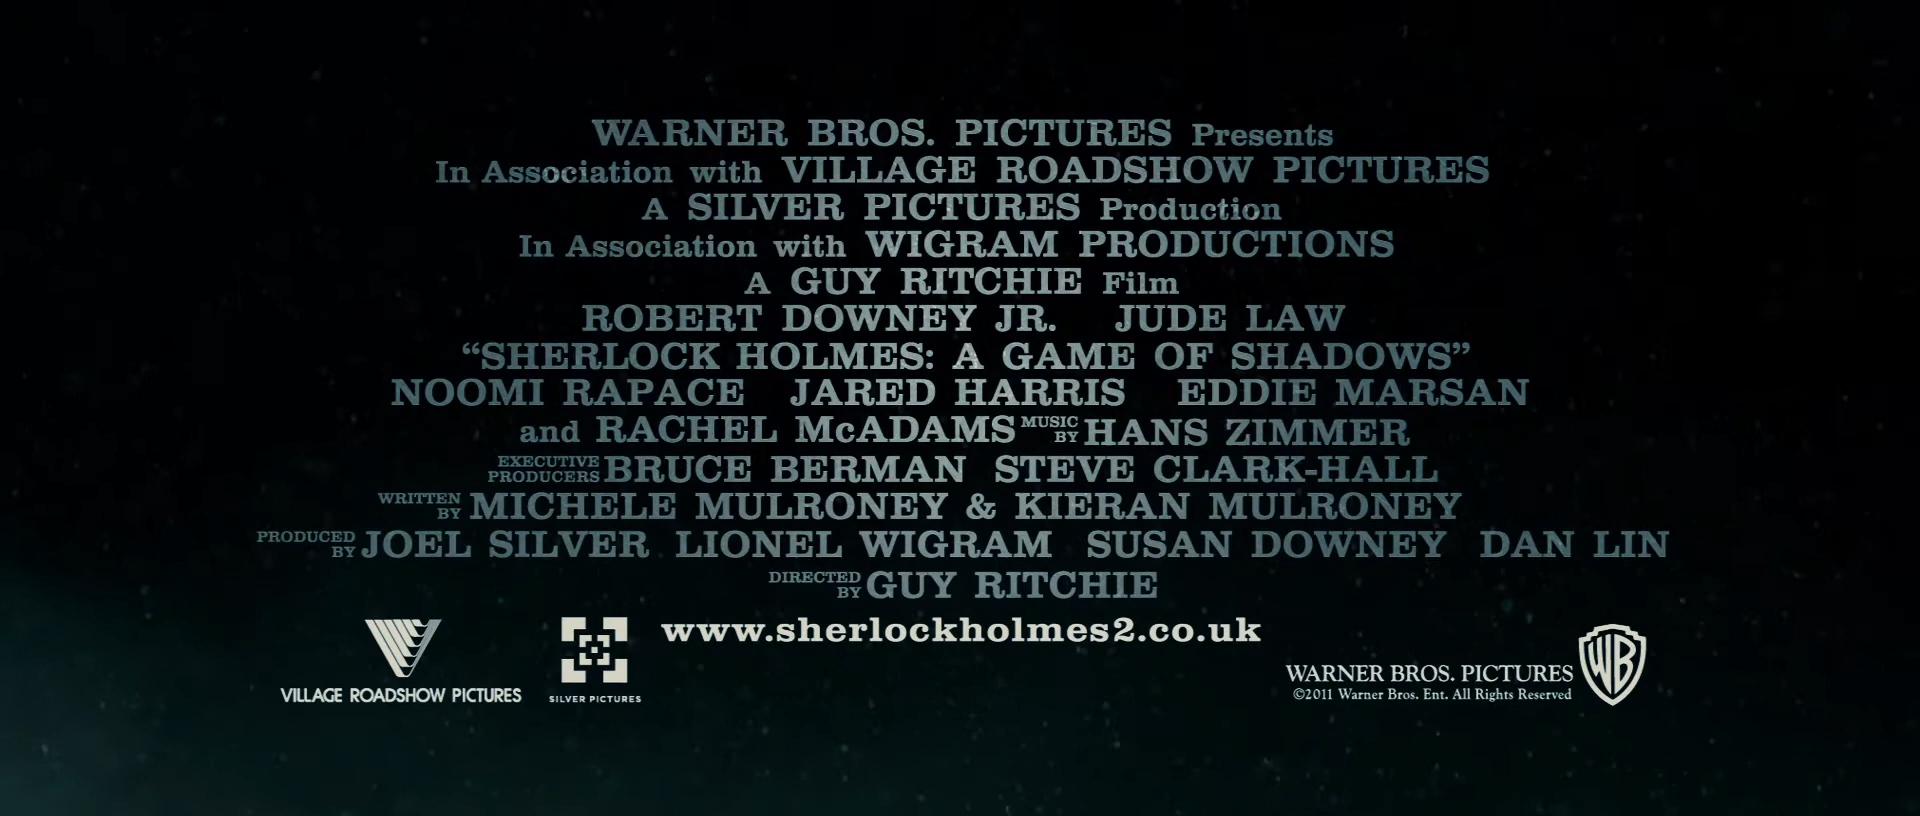 WARNER BROS. PICTURES Presents
In Association with VILLAGE ROADSHOW PICTURES
A SILVER PICTURES Production
In Association with WIGRAM PRODUCTIONS
A GUY RITCHIE Film
ROBERT DOWNEY JR. JUDE LAW
“SHERLOCK HOLMES: A GAME OF SHADOWS”
NOOMI RAPACE JARED HARRIS EDDIE MARSAN
and RACHEL McADAMS MUSIC BY HANS ZIMMER
EXECUTIVE PRODUCERS BRUCE BERMAN STEVE CLARK-HALL
WRITTEN BY MICHELE MULRONEY & KIERAN MULRONEY
PRODUCED BY JOEL SILVER LIONEL WIGRAM SUSAN DOWNEY DAN LIN
DIRECTED BY GUY RITCHIE
www.sherlockholmes2.co.uk
VILLAGE ROADSHOW PICTURES
SILVER PICTURES
WARNER BROS. PICTURES
©2011 Warner Bros. Ent. All Rights Reserved
WB